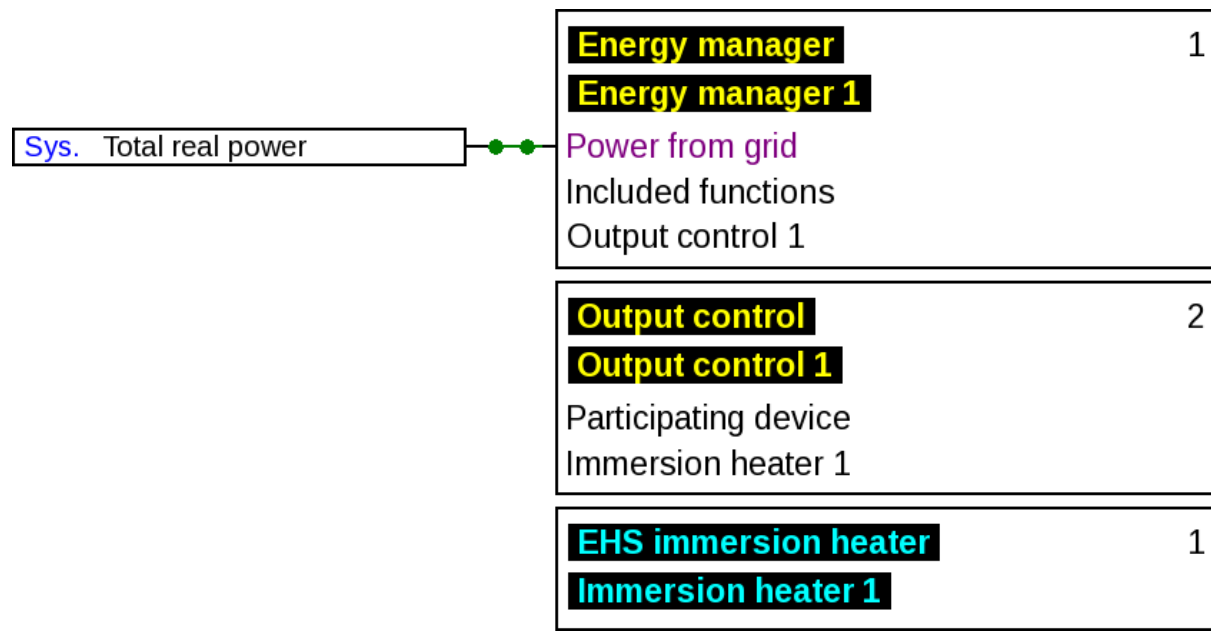 Energy manager 1
Energy manager 1
Sys. Total real power
Power from grid
Included functions
Output control 1
Output control 2
Output control 1
Participating device
Immersion heater 1
EHS immersion heater 1
Immersion heater 1